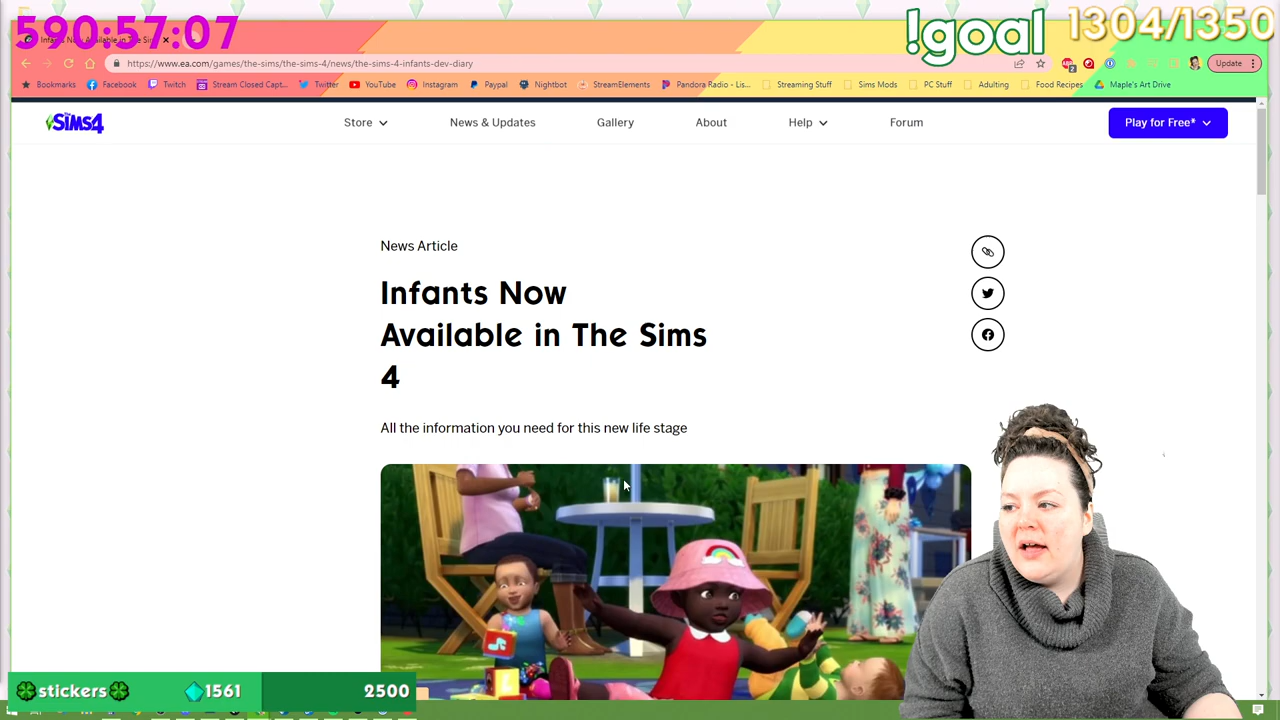 590:57:07
!goal
1304/1350
https://www.ea.com/games/the-sims/the-sims-4/news/the-sims-4-infants-dev-diary
Update
Bookmarks Facebook Twitch Stream Closed Capt... Twitter YouTube Instagram Paypal Nightbot StreamElements Pandora Radio - Lis... Streaming Stuff Sims Mods PC Stuff Adulting Food Recipes Maple's Art Drive
SIMS4 Store News & Updates Gallery About Help Forum Play for Free*
News Article
Infants Now
Available in The Sims
4
All the information you need for this new life stage
stickers 1561 2500